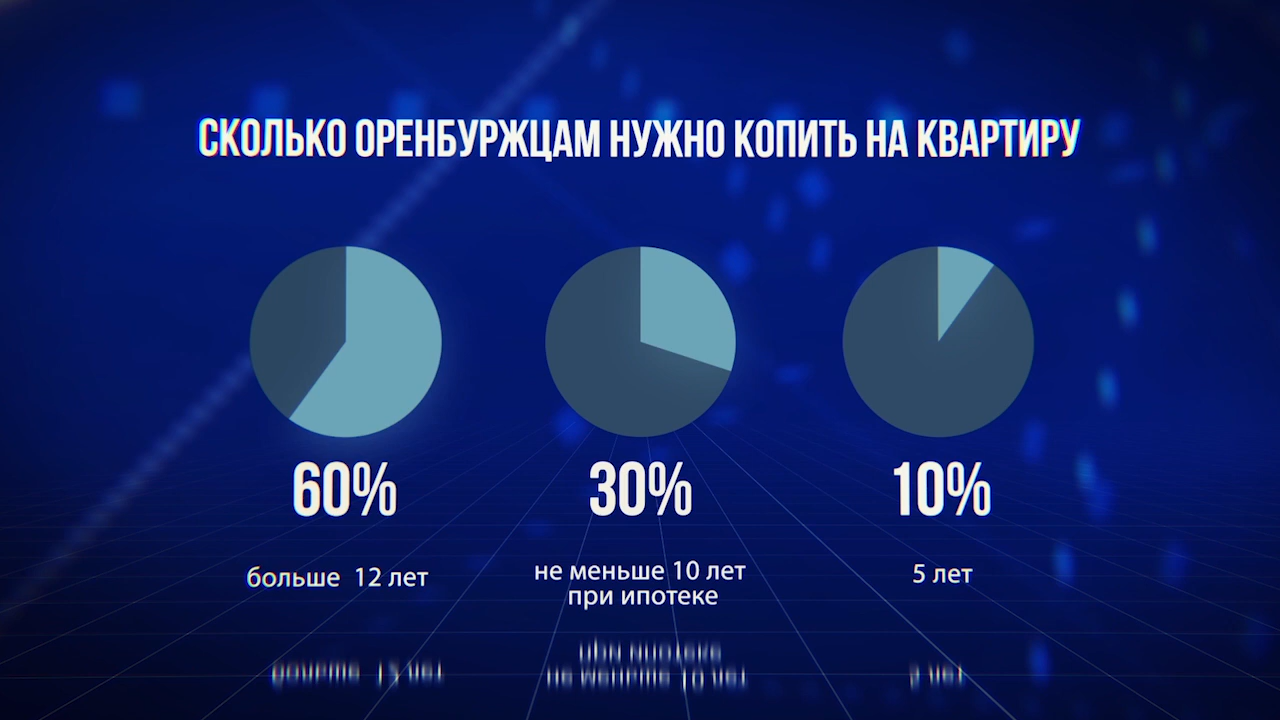 СКОЛЬКО ОРЕНБУРЖЦАМ НУЖНО КОПИТЬ НА КВАРТИРУ
60%
30%
10%
больше 12 лет
не меньше 10 лет
при ипотеке
5 лет